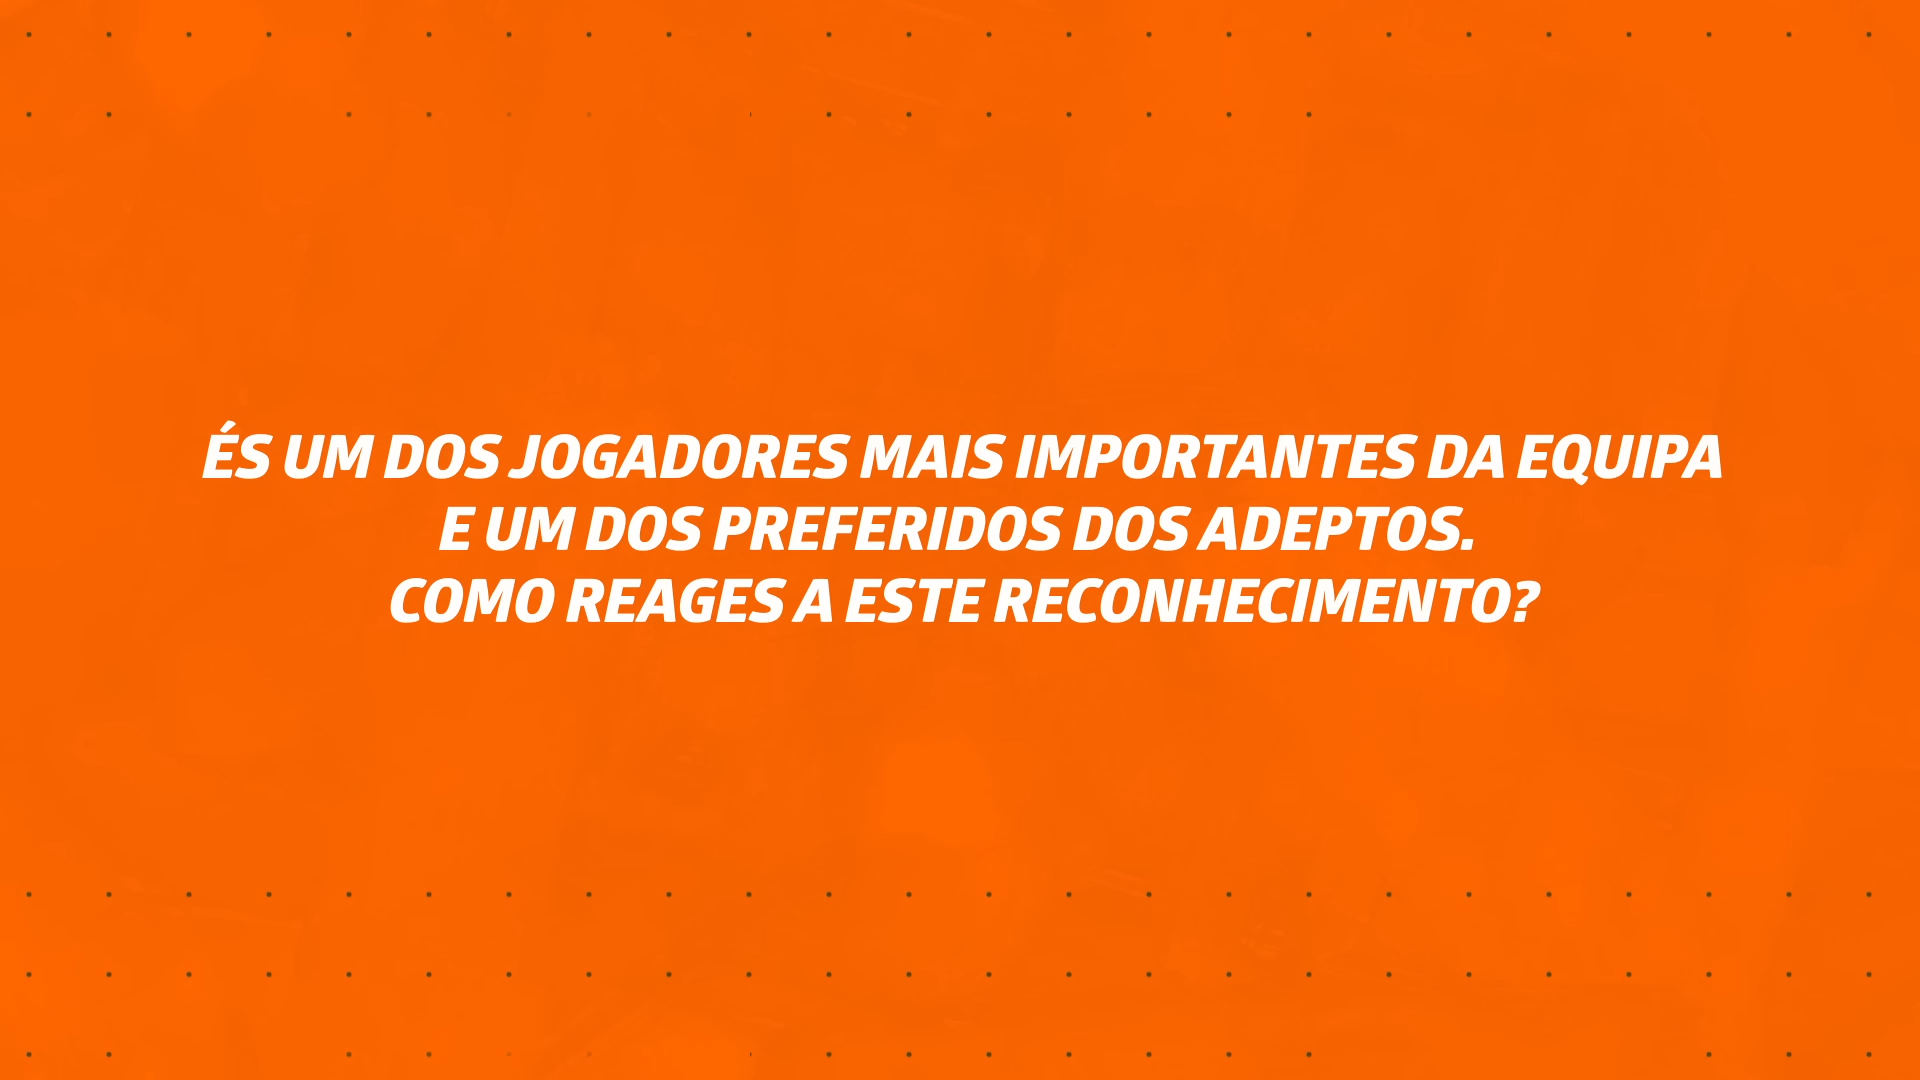 ÉS UM DOS JOGADORES MAIS IMPORTANTES DA EQUIPA
E UM DOS PREFERIDOS DOS ADEPTOS.
COMO REAGES A ESTE RECONHECIMENTO?